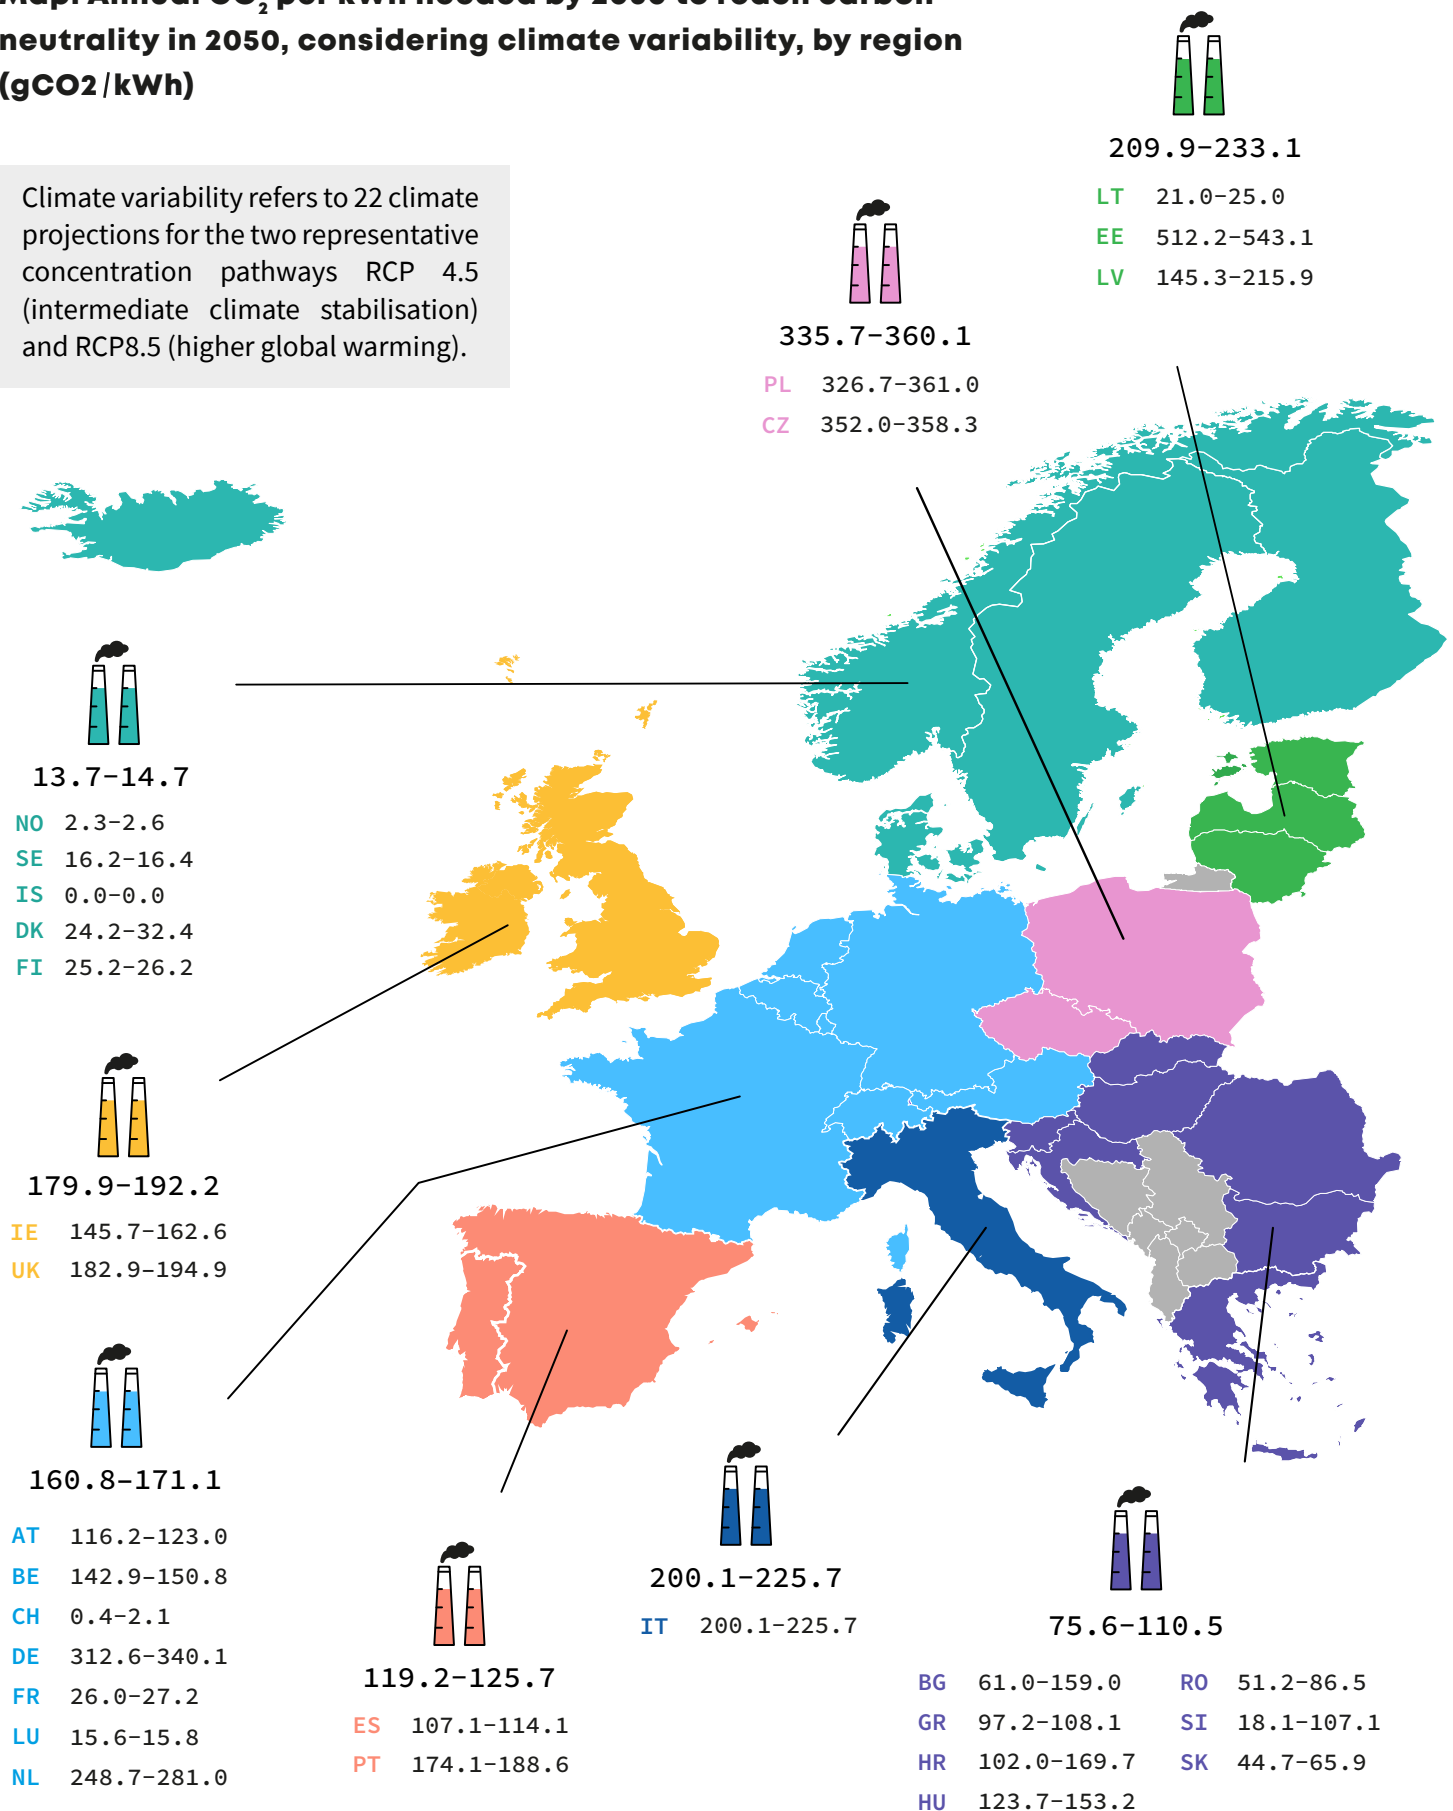 Map: Annual CO₂ per kWh needed by 2030 to reach carbon
neutrality in 2050, considering climate variability, by region
(gCO2/kWh)
Climate variability refers to 22 climate
projections for the two representative
concentration pathways RCP 4.5
(intermediate climate stabilisation)
and RCP8.5 (higher global warming).
209.9–233.1
LT 21.0–25.0
EE 512.2–543.1
LV 145.3–215.9
335.7–360.1
PL 326.7–361.0
CZ 352.0–358.3
13.7–14.7
NO 2.3–2.6
SE 16.2–16.4
IS 0.0–0.0
DK 24.2–32.4
FI 25.2–26.2
179.9–192.2
IE 145.7–162.6
UK 182.9–194.9
160.8–171.1
AT 116.2–123.0
BE 142.9–150.8
CH 0.4–2.1
DE 312.6–340.1
FR 26.0–27.2
LU 15.6–15.8
NL 248.7–281.0
119.2–125.7
ES 107.1–114.1
PT 174.1–188.6
200.1–225.7
IT 200.1–225.7
75.6–110.5
BG 61.0–159.0 RO 51.2–86.5
GR 97.2–108.1 SI 18.1–107.1
HR 102.0–169.7 SK 44.7–65.9
HU 123.7–153.2